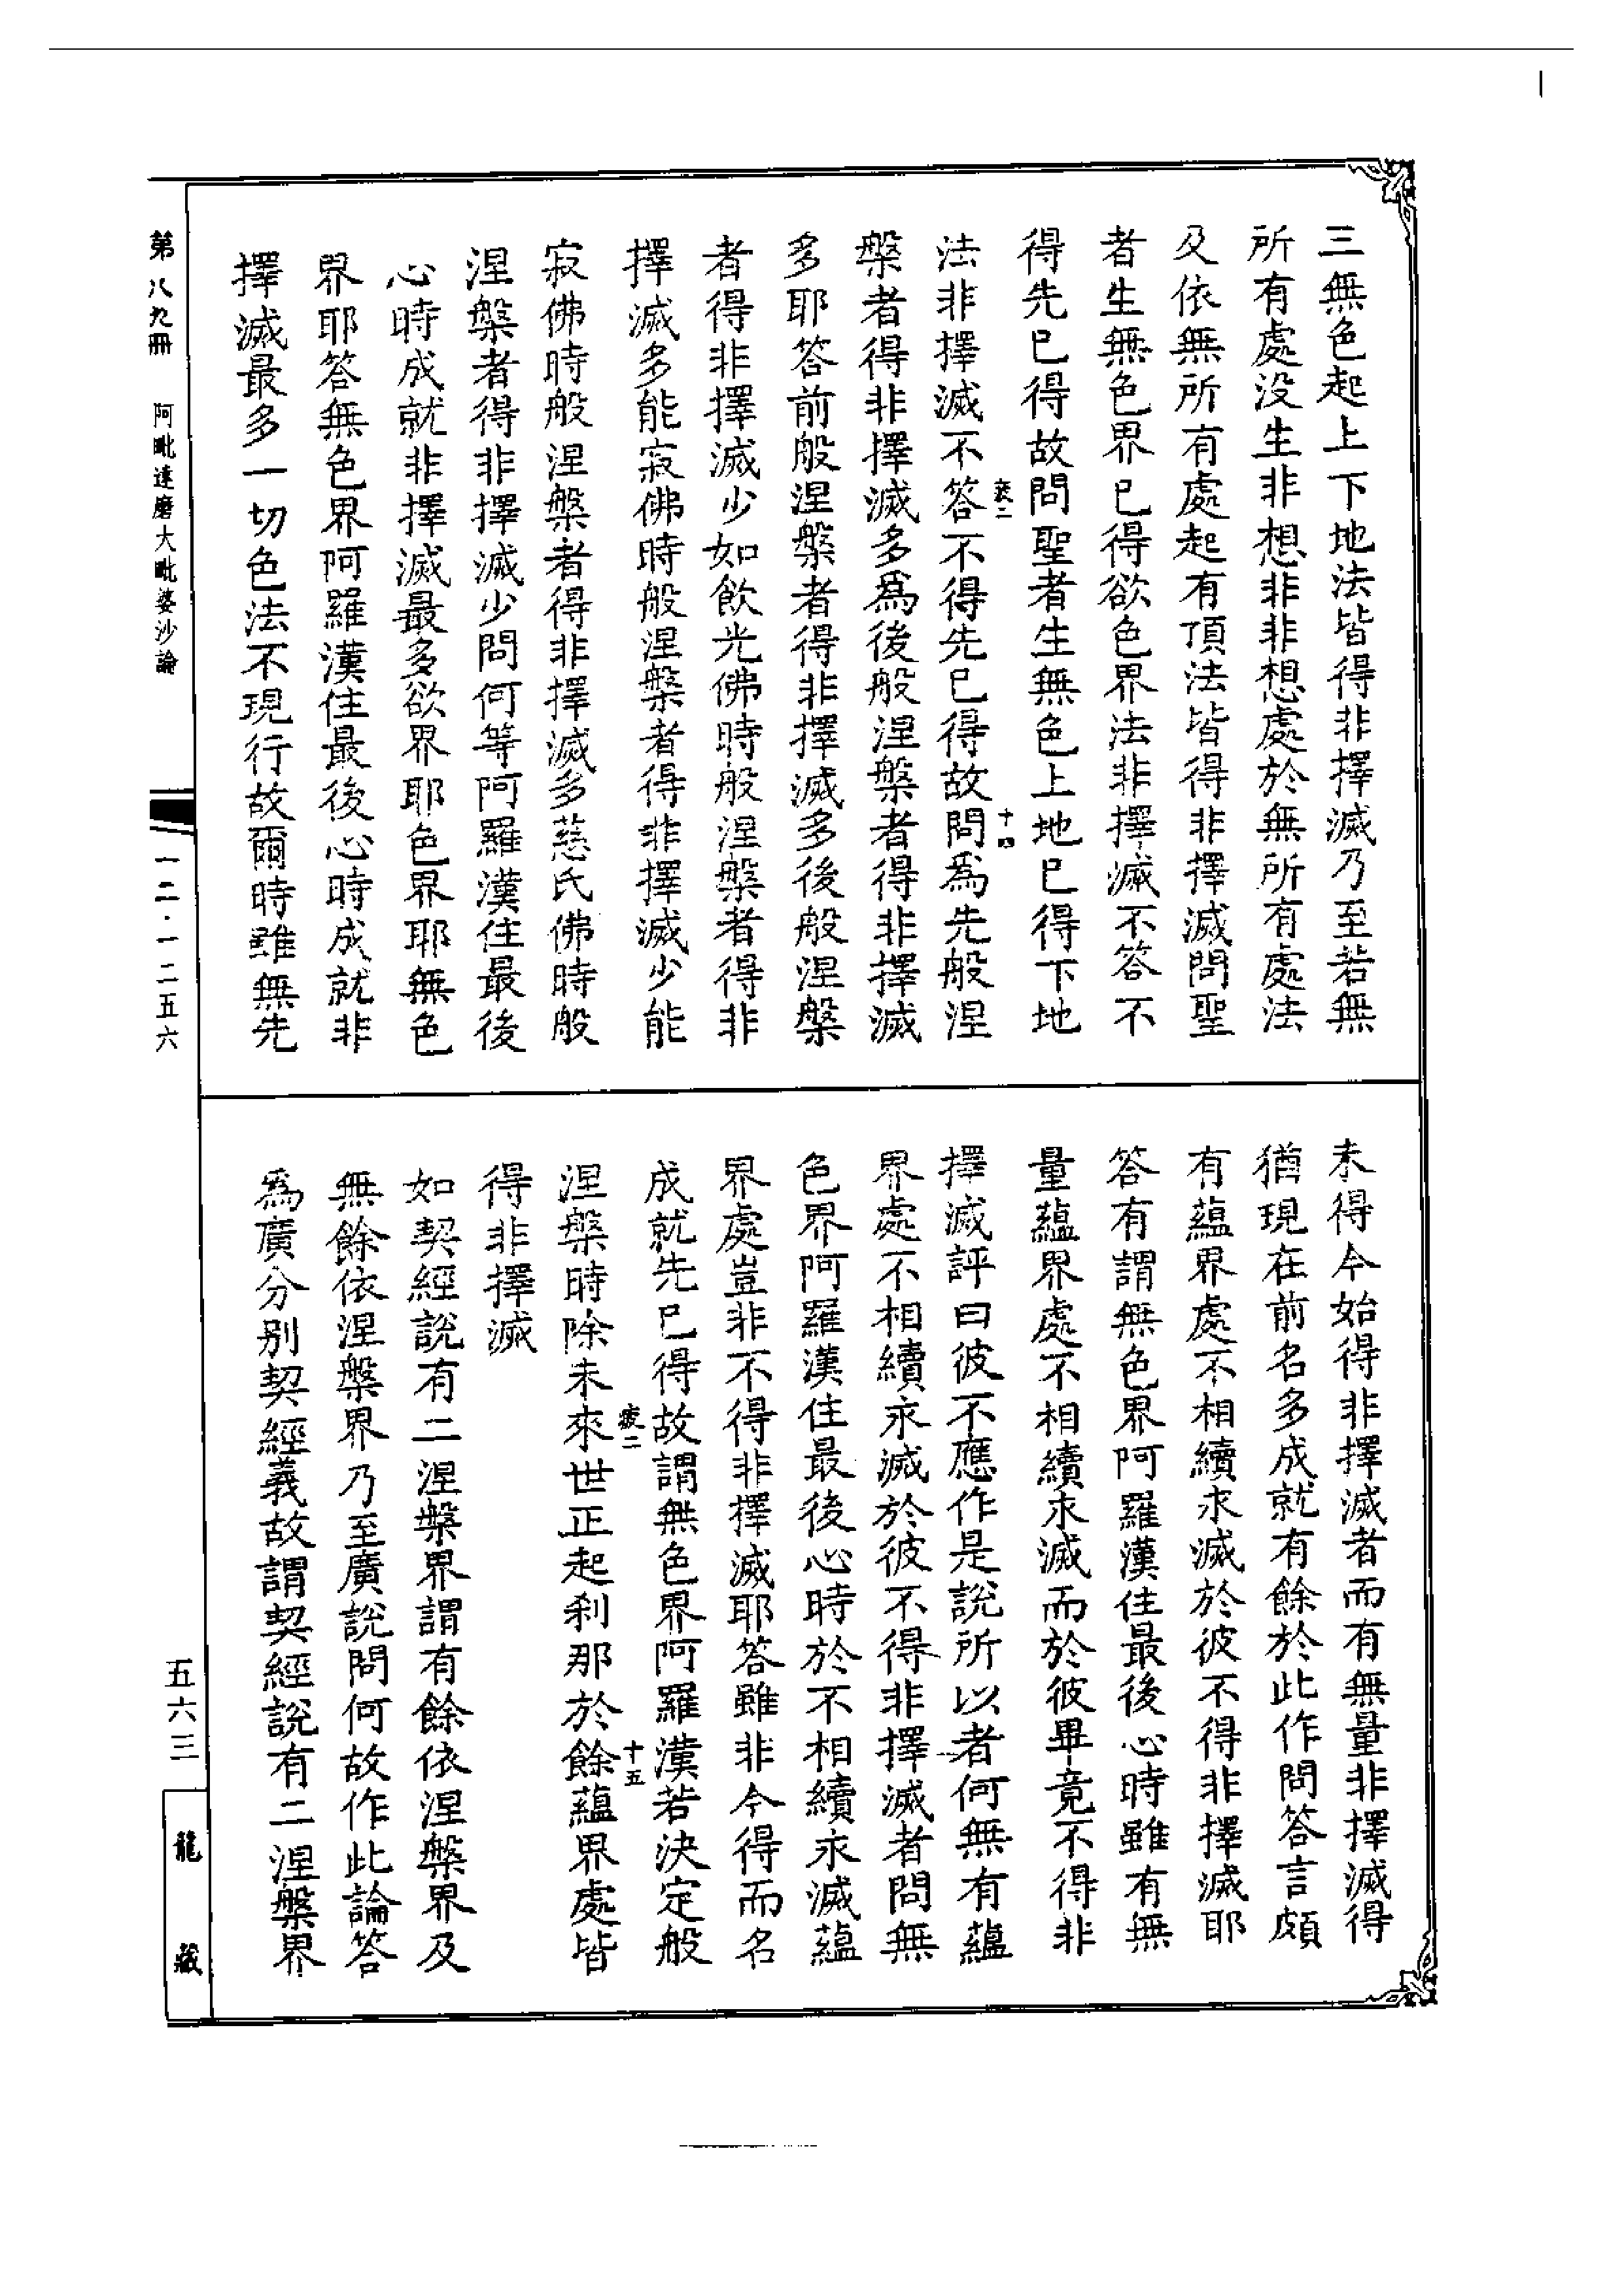 三無色起上下地法皆得非擇滅乃至若無
所有處没生非想非非想處於無所有處法
及依無所有處起有頂法皆得非擇滅問聖
者生無色界已得欲色界法非擇滅不答不
得先已得故問聖者生無色上地已得下地
法非擇滅不答不得先已得故問為先般涅
槃者得非擇滅多為後般涅槃者得非擇滅
多耶答前般涅槃者得非擇滅多後般涅槃
者得非擇滅少如飲光佛時般涅槃者得非
擇滅多能寂佛時般涅槃者得非擇滅少能
寂佛時般涅槃者得非擇滅多慈氏佛時般
涅槃者得非擇滅少問何等阿羅漢住最後
心時成就非擇滅最多欲界耶色界耶無色
界耶答無色界阿羅漢住最後心時成就非
擇滅最多一切色法不現行故爾時雖無先
未得今始得非擇滅者而有無量非擇滅得
猶現在前名多成就有餘於此作問答言頗
有蘊界處不相續永滅於彼不得非擇滅耶
答有謂無色界阿羅漢住最後心時雖有無
量蘊界處不相續永滅而於彼畢竟不得非
擇滅評曰彼不應作是説所以者何無有蘊
界處不相續永滅於彼不得非擇滅者問無
色界阿羅漢住最後心時於不相續永滅蘊
界處豈非不得非擇滅耶答雖非今得而名
成就先已得故謂無色界阿羅漢若決定般
涅槃時除未來世正起刹那於餘蘊界處皆
得非擇滅
如契經説有二涅槃界謂有餘依涅槃界及
無餘依涅槃界乃至廣説問何故作此論答
為廣分別契經義故謂契經説有二涅槃界
疲二
十四
疲二
十五
第八九冊　阿毗達磨大毗婆沙論
一二·一二五六
五六三
龍藏